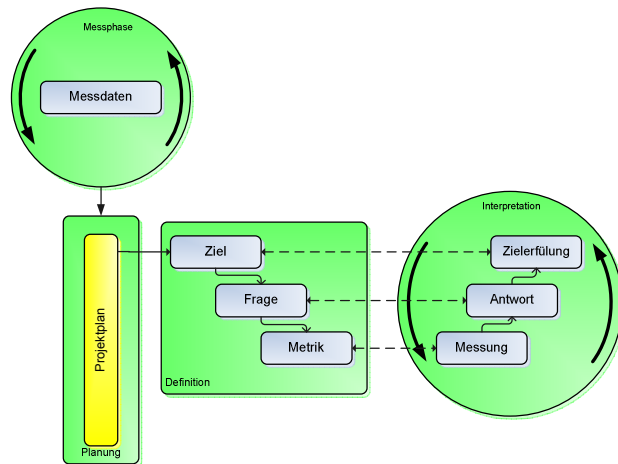 Messphase
Messdaten
Projektplan
Planung
Ziel
Frage
Metrik
Definition
Interpretation
Zielerfülung
Antwort
Messung